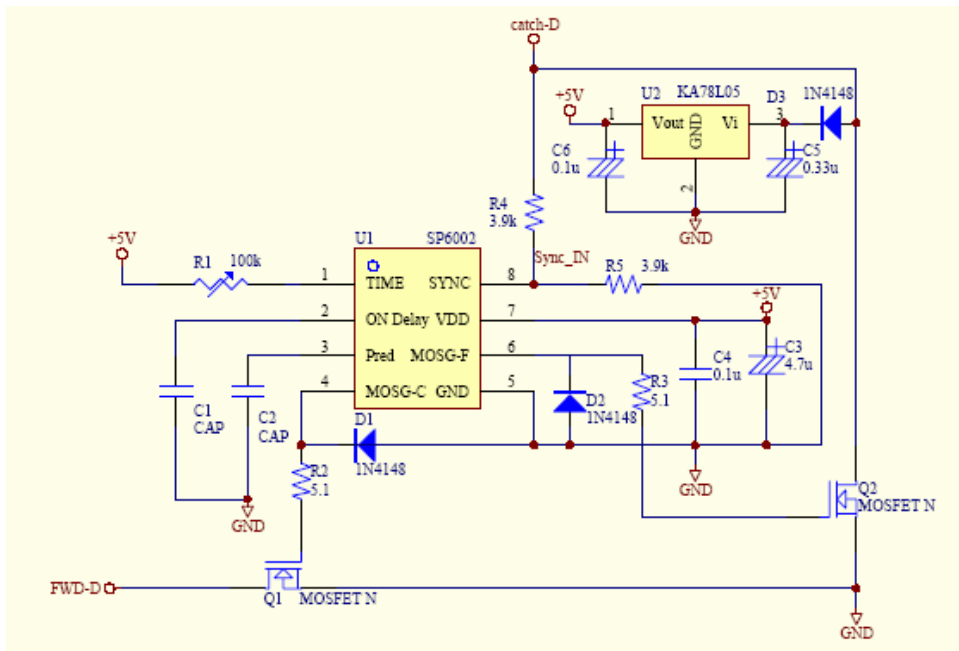 catch-D
+5V
U2
KA78L05
D3
1N4148
1
Vout
GND
Vi
3
C6
0.1u
2
C5
0.33u
GND
R4
3.9k
+5V
R1
100k
U1
SP6002
Sync_IN
R5
3.9k
1
TIME
SYNC
8
+5V
2
ON Delay
VDD
7
3
Pred
MOSG-F
6
4
MOSG-C
GND
5
C1
CAP
C2
CAP
D1
1N4148
D2
1N4148
R3
5.1
C4
0.1u
C3
4.7u
R2
5.1
GND
GND
Q2
MOSFET N
FWD-D
Q1
MOSFET N
GND